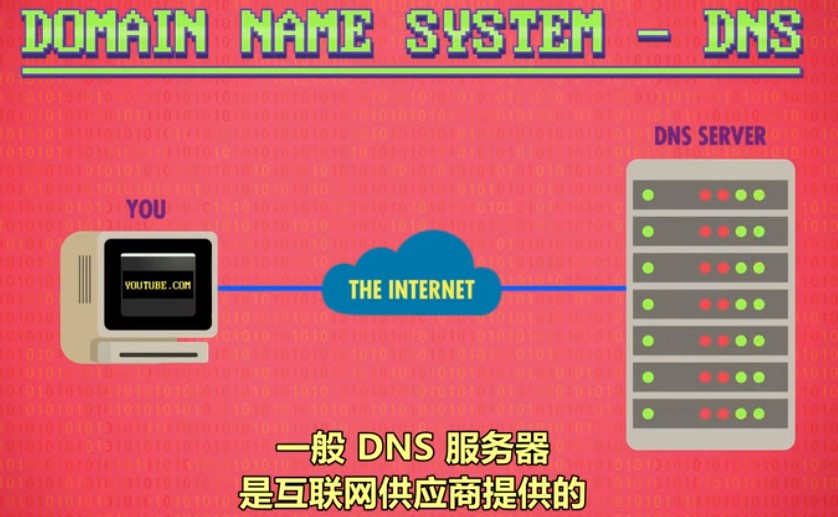 DOMAIN NAME SYSTEM - DNS
DNS SERVER
YOU
YOUTUBE.COM
THE INTERNET
一般 DNS 服务器
是互联网供应商提供的